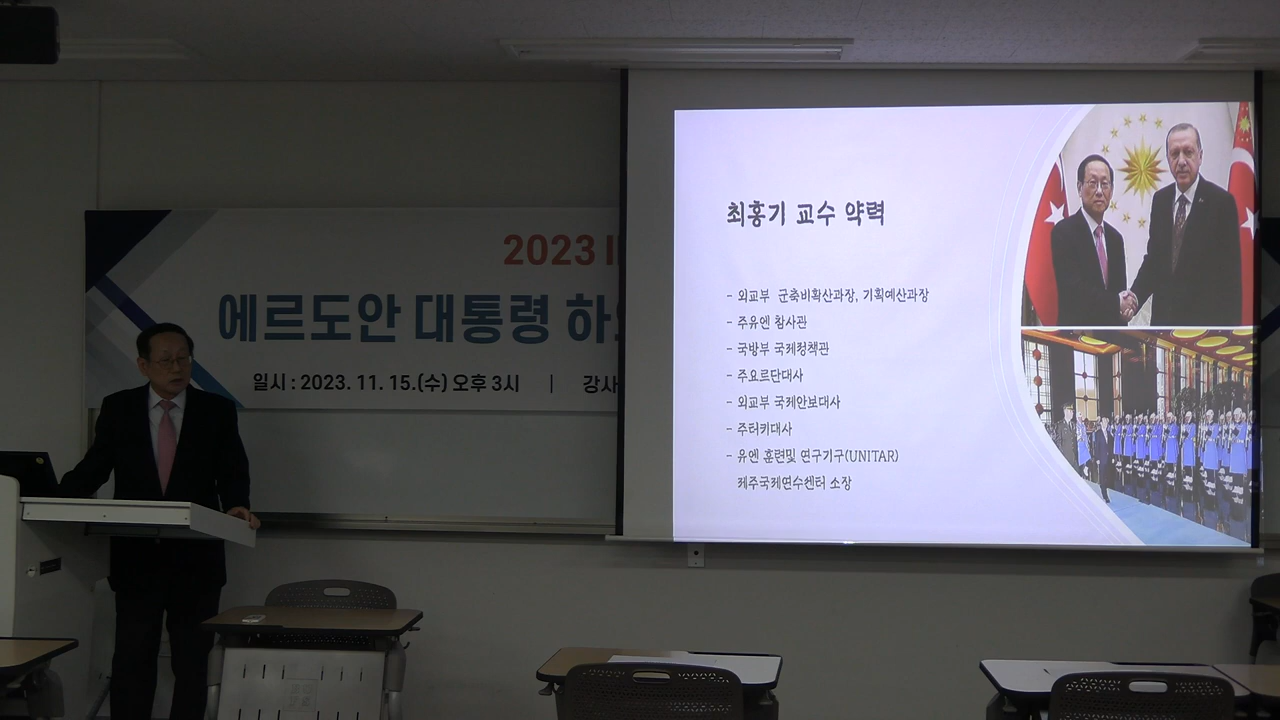 2023
에르도안 대통령
일시 : 2023. 11. 15.(수) 오후 3시 | 강사
최홍기 교수 약력
- 외교부 군축비확산과장, 기획예산과장
- 주유엔 참사관
- 국방부 국제정책관
- 주요르단대사
- 외교부 국제안보대사
- 주터키대사
- 유엔 훈련및 연구기구(UNITAR)
제주국제연수센터 소장